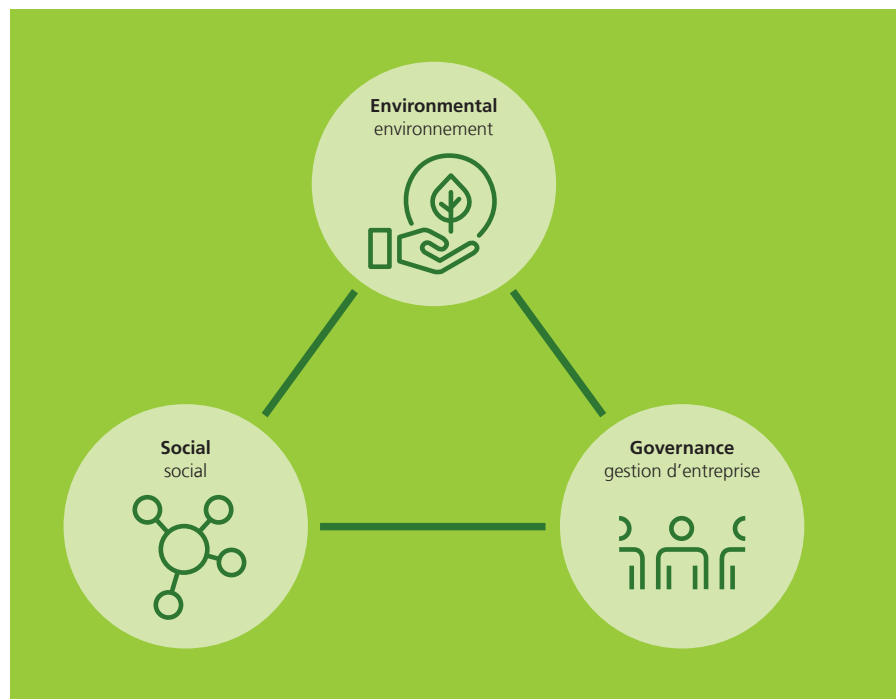 Environmental
environnement
Social
social
Governance
gestion d’entreprise